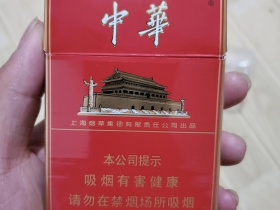 中華
上海烟草集团有限责任公司出品
本公司提示
吸烟有害健康
请勿在禁烟场所吸烟